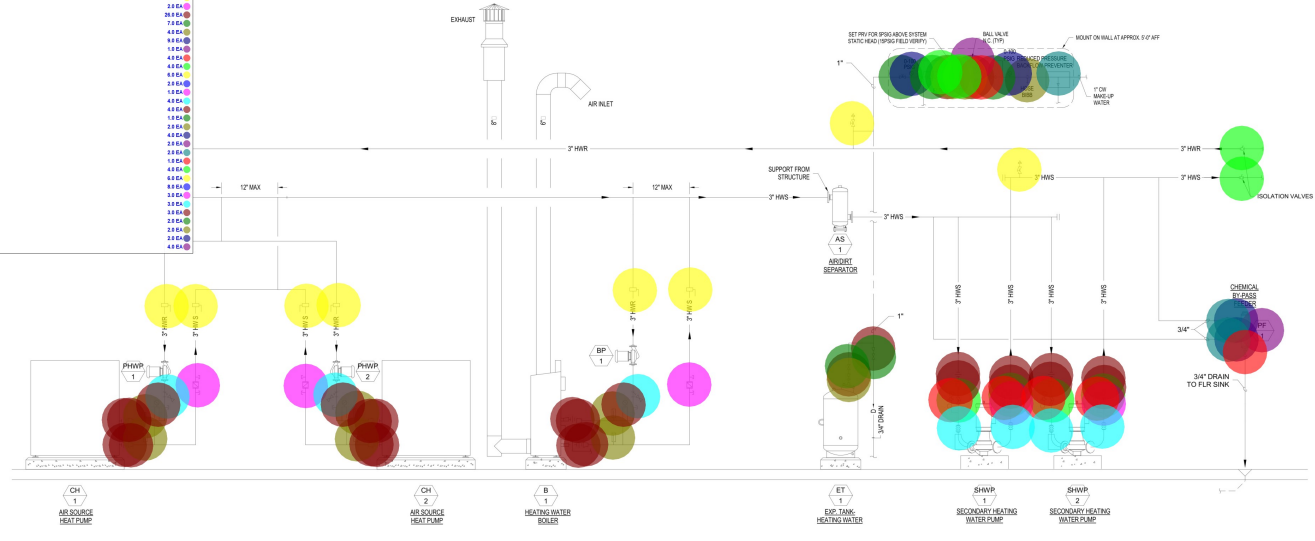 2.0 EA
26.0 EA
7.0 EA
4.0 EA
9.0 EA
1.0 EA
4.0 EA
4.0 EA
6.0 EA
2.0 EA
1.0 EA
4.0 EA
4.0 EA
1.0 EA
2.0 EA
4.0 EA
2.0 EA
2.0 EA
1.0 EA
4.0 EA
6.0 EA
8.0 EA
3.0 EA
3.0 EA
3.0 EA
2.0 EA
2.0 EA
2.0 EA
4.0 EA
EXHAUST
AIR INLET
6"
6"
SET PRV FOR 5PSIG ABOVE SYSTEM
STATIC HEAD (15PSIG FIELD VERIFY)
BALL VALVE
N.C. (TYP)
MOUNT ON WALL AT APPROX. 5'-0" AFF
REDUCED PRESSURE
PREVENTER
BIBB
1"
1" CW
MAKE-UP
WATER
3" HWR
3" HWR
12" MAX
12" MAX
SUPPORT FROM
STRUCTURE
3" HWS
3" HWS
3" HWS
ISOLATION VALVES
3" HWS
AS
1
AIR/DIRT
SEPARATOR
3" HWR
3" HWS
3" HWS
3" HWR
3" HWR
3" HWS
3" HWS
3" HWS
3" HWS
3" HWS
CHEMICAL
BY-PASS
PF
1
3/4"
3/4" DRAIN
TO FLR SINK
1"
D
3/4" DRAIN
PHWP
1
PHWP
2
BP
1
CH
1
AIR SOURCE
HEAT PUMP
CH
2
AIR SOURCE
HEAT PUMP
B
1
HEATING WATER
BOILER
ET
1
EXP. TANK-
HEATING WATER
SHWP
1
SECONDARY HEATING
WATER PUMP
SHWP
2
SECONDARY HEATING
WATER PUMP